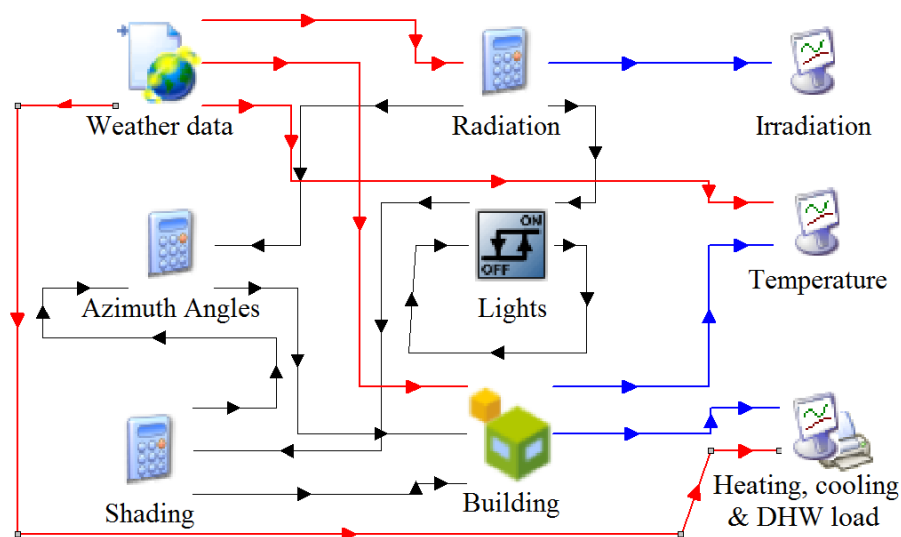 Weather data
Radiation
Irradiation
ON
OFF
Azimuth Angles
Lights
Temperature
Shading
Building
Heating, cooling
& DHW load